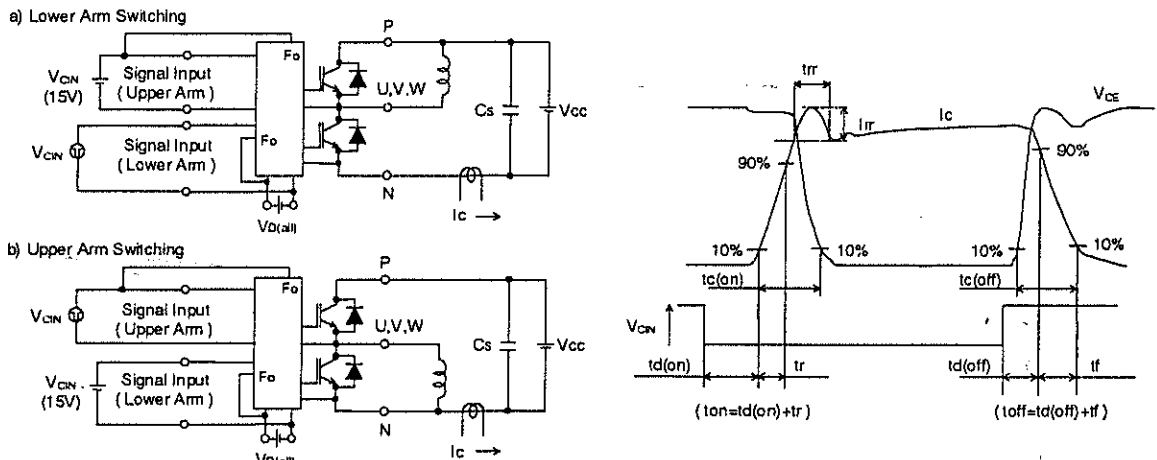 a) Lower Arm Switching
P
Fo
VCIN
(15V)
Signal Input
( Upper Arm )
U,V,W
Cs
Vcc
VCIN
Signal Input
( Lower Arm )
Fo
N
VD(all)
Ic
b) Upper Arm Switching
P
Fo
VCIN
Signal Input
( Upper Arm )
U,V,W
Cs
Vcc
VCIN
(15V)
Signal Input
( Lower Arm )
Fo
N
Ic
trr
VCE
Irr
Ic
90%
90%
10%
10%
10%
10%
tc(on)
tc(off)
VCIN
td(on)
tr
td(off)
tf
( ton=td(on)+tr)
( toff=td(off)+tf)